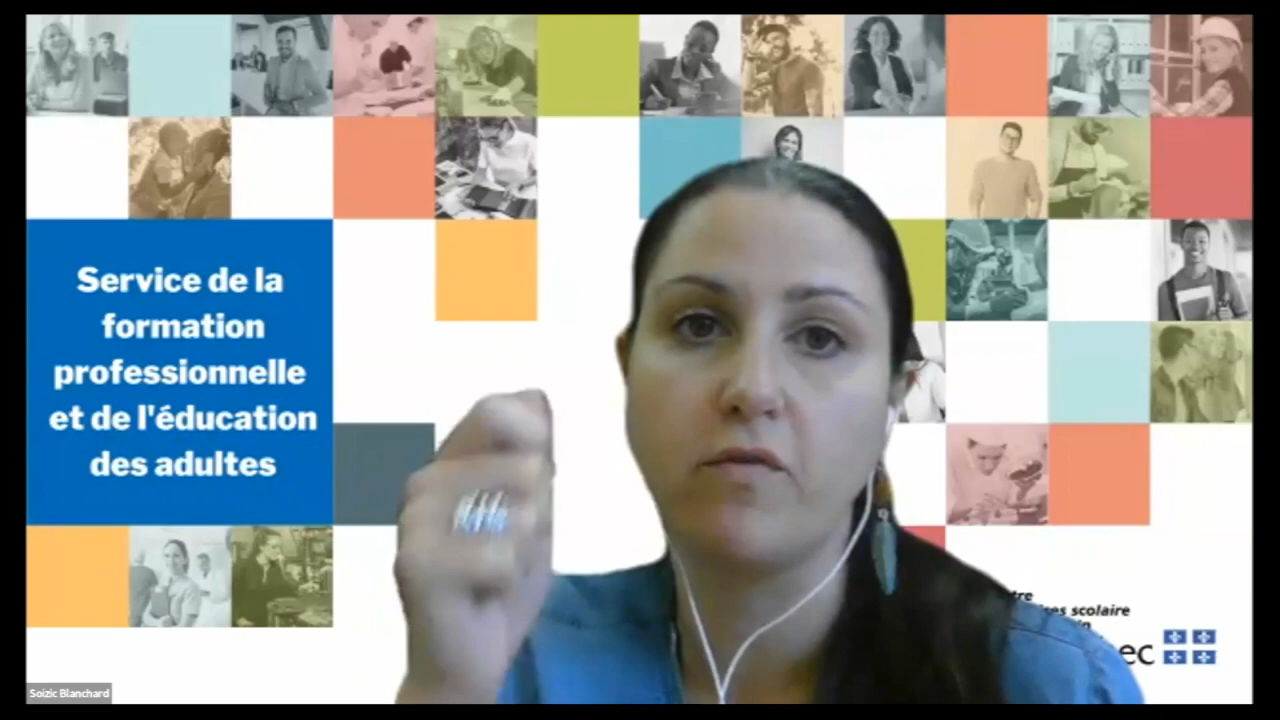 Service de la
formation
professionnelle
et de l'éducation
des adultes
Soizic Blanchard